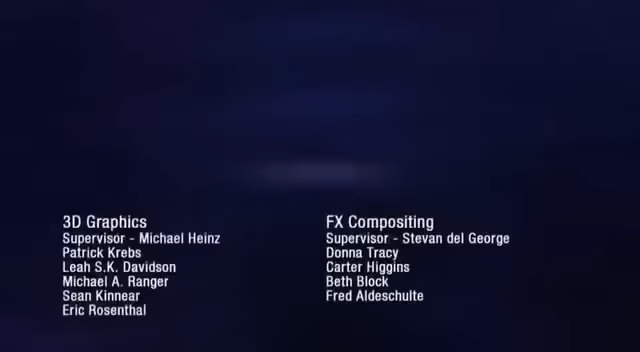 3D Graphics
Supervisor - Michael Heinz
Patrick Krebs
Leah S.K. Davidson
Michael A. Ranger
Sean Kinnear
Eric Rosenthal
FX Compositing
Supervisor - Stevan del George
Donna Tracy
Carter Higgins
Beth Block
Fred Aldeschulte